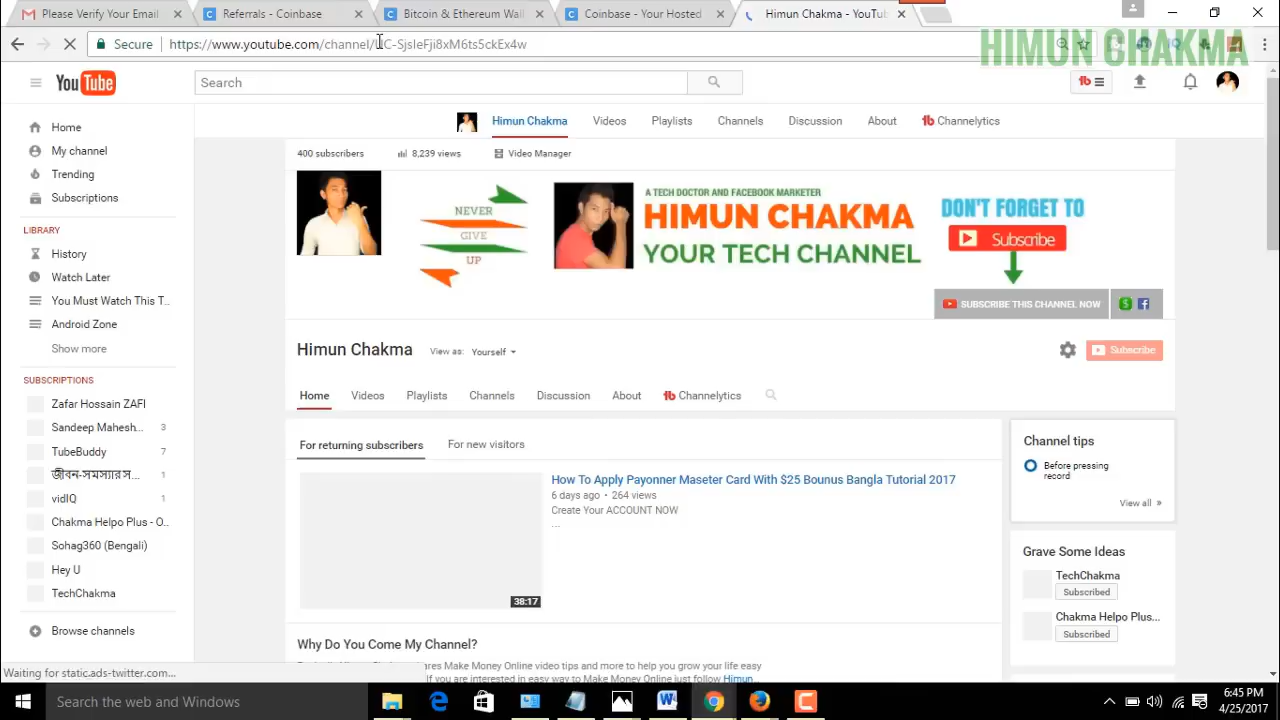 Please Verify Your Email
Referrals - Coinbase
Bitcoin & Ethereum Wall
Coinbase - Your Hosted
Himun Chakma - YouTub
Secure
https://www.youtube.com/channel/UC-SjsleFji8xM6ts5ckEx4w
HIMUN CHAKMA
YouTube
Search
Himun Chakma
Videos
Playlists
Channels
Discussion
About
Channelytics
Home
My channel
Trending
Subscriptions
LIBRARY
History
Watch Later
You Must Watch This T..
Android Zone
Show more
SUBSCRIPTIONS
Zafar Hossain ZAFI
Sandeep Mahesh... 3
TubeBuddy 7
জীবন-সমস্যার স... 1
vidIQ 1
Chakma Helpo Plus - O..
Sohag360 (Bengali)
Hey U
TechChakma
Browse channels
400 subscribers
8,239 views
Video Manager
NEVER
GIVE
UP
A TECH DOCTOR AND FACEBOOK MARKETER
HIMUN CHAKMA
YOUR TECH CHANNEL
DON'T FORGET TO
Subscribe
SUBSCRIBE THIS CHANNEL NOW
Himun Chakma
View as: Yourself
Subscribe
Home
Videos
Playlists
Channels
Discussion
About
Channelytics
For returning subscribers
For new visitors
How To Apply Payonner Maseter Card With $25 Bounus Bangla Tutorial 2017
6 days ago • 264 views
Create Your ACCOUNT NOW
...
38:17
Why Do You Come My Channel?
ares Make Money Online video tips and more to help you grow your life easy
If you are interested in easy way to Make Money Online just follow Himun
Channel tips
Before pressing
record
View all »
Grave Some Ideas
TechChakma
Subscribed
Chakma Helpo Plus...
Subscribed
Waiting for static.ads-twitter.com...
Search the web and Windows
6:45 PM
4/25/2017